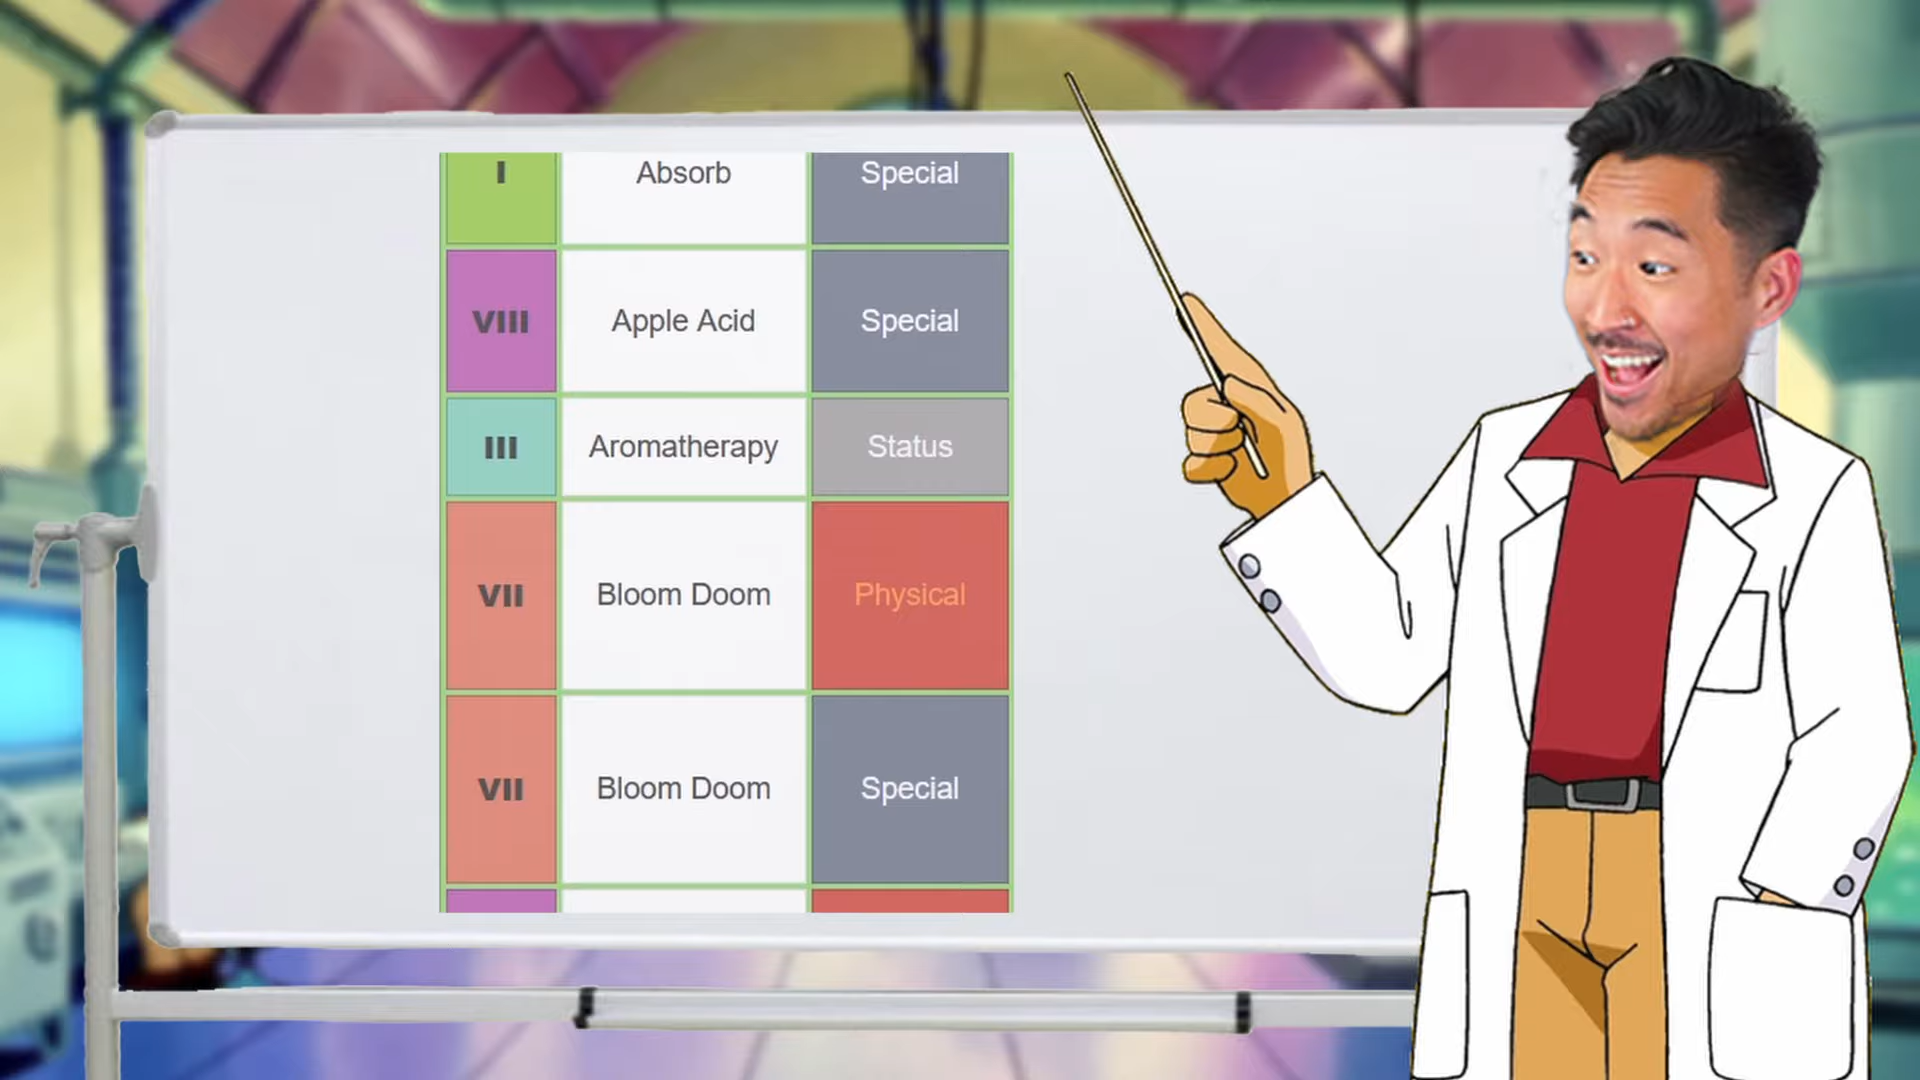 I Absorb Special
VIII Apple Acid Special
III Aromatherapy Status
VII Bloom Doom Physical
VII Bloom Doom Special